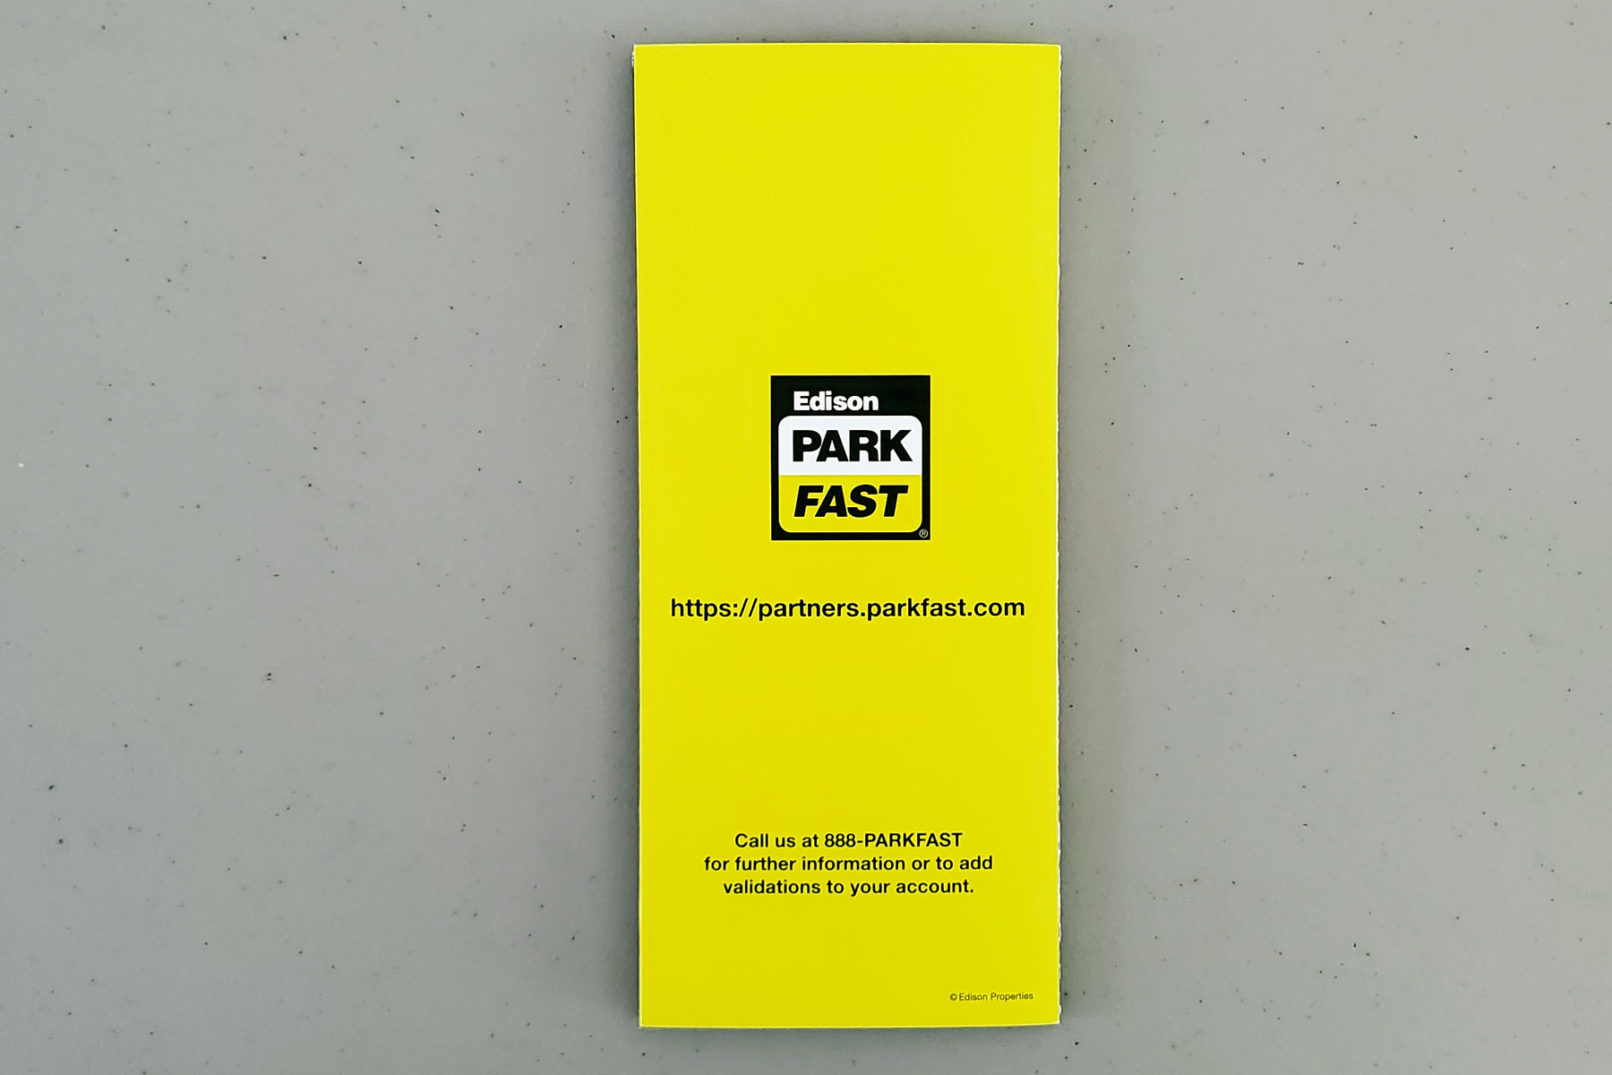 Edison
PARK
FAST
®
https://partners.parkfast.com
Call us at 888-PARKFAST
for further information or to add
validations to your account.
© Edison Properties